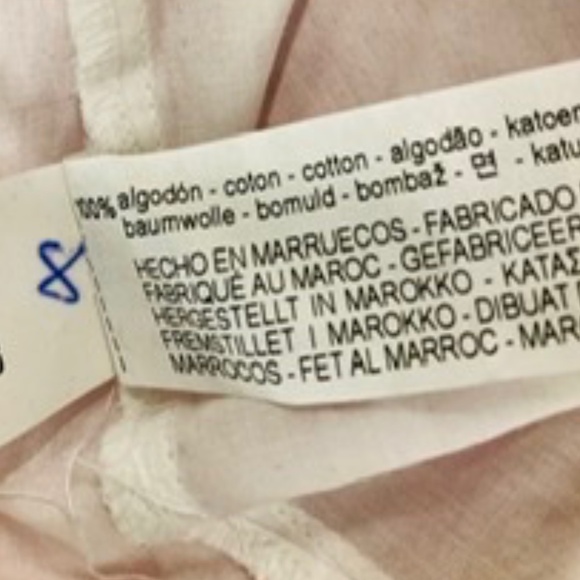 100% algodón - coton - cotton - algodão - katoen
baumwolle - bomuld - bombaž - 면 - katu
HECHO EN MARRUECOS - FABRICADO
FABRIQUÉ AU MAROC - GEFABRICEER
HERGESTELLT IN MAROKKO - ΚΑΤΑΣ
FREMSTILLET I MAROKKO - DIBUAT
MARROCOS - FET AL MARROC - MAR
8